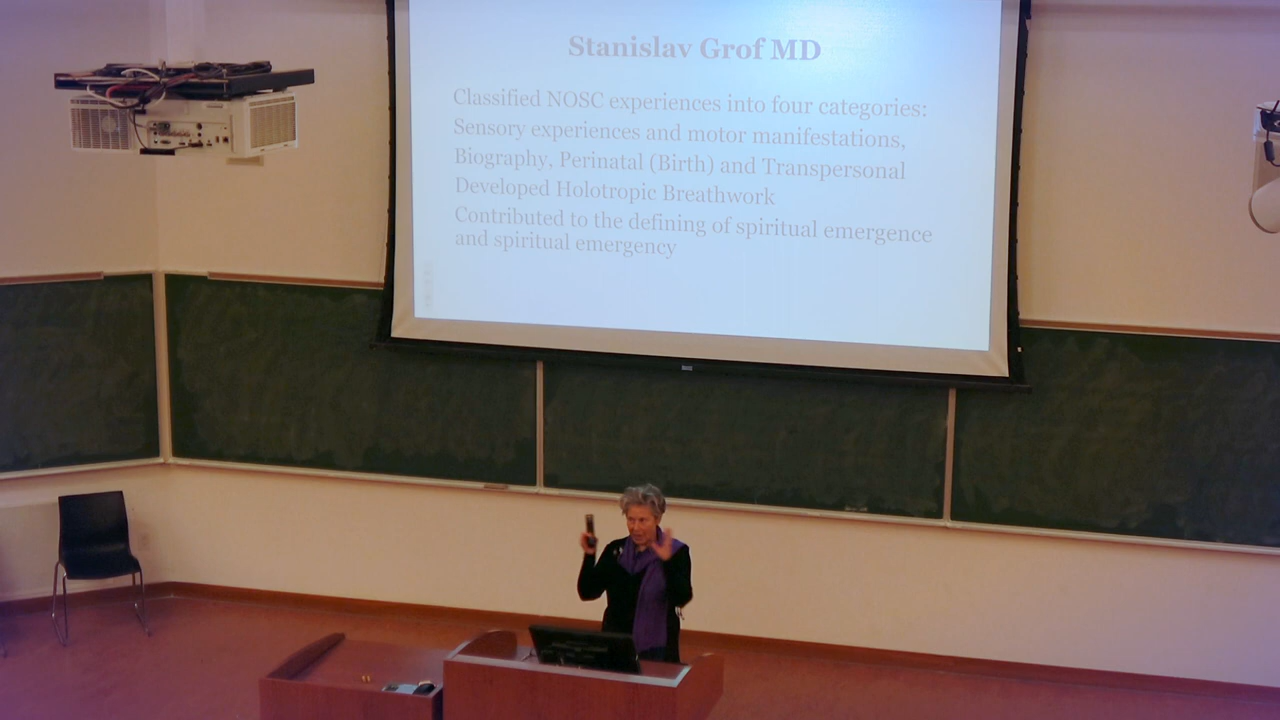 Stanislav Grof MD
Classified NOSC experiences into four categories:
Sensory experiences and motor manifestations,
Biography, Perinatal (Birth) and Transpersonal
Developed Holotropic Breathwork
Contributed to the defining of spiritual emergence
and spiritual emergency